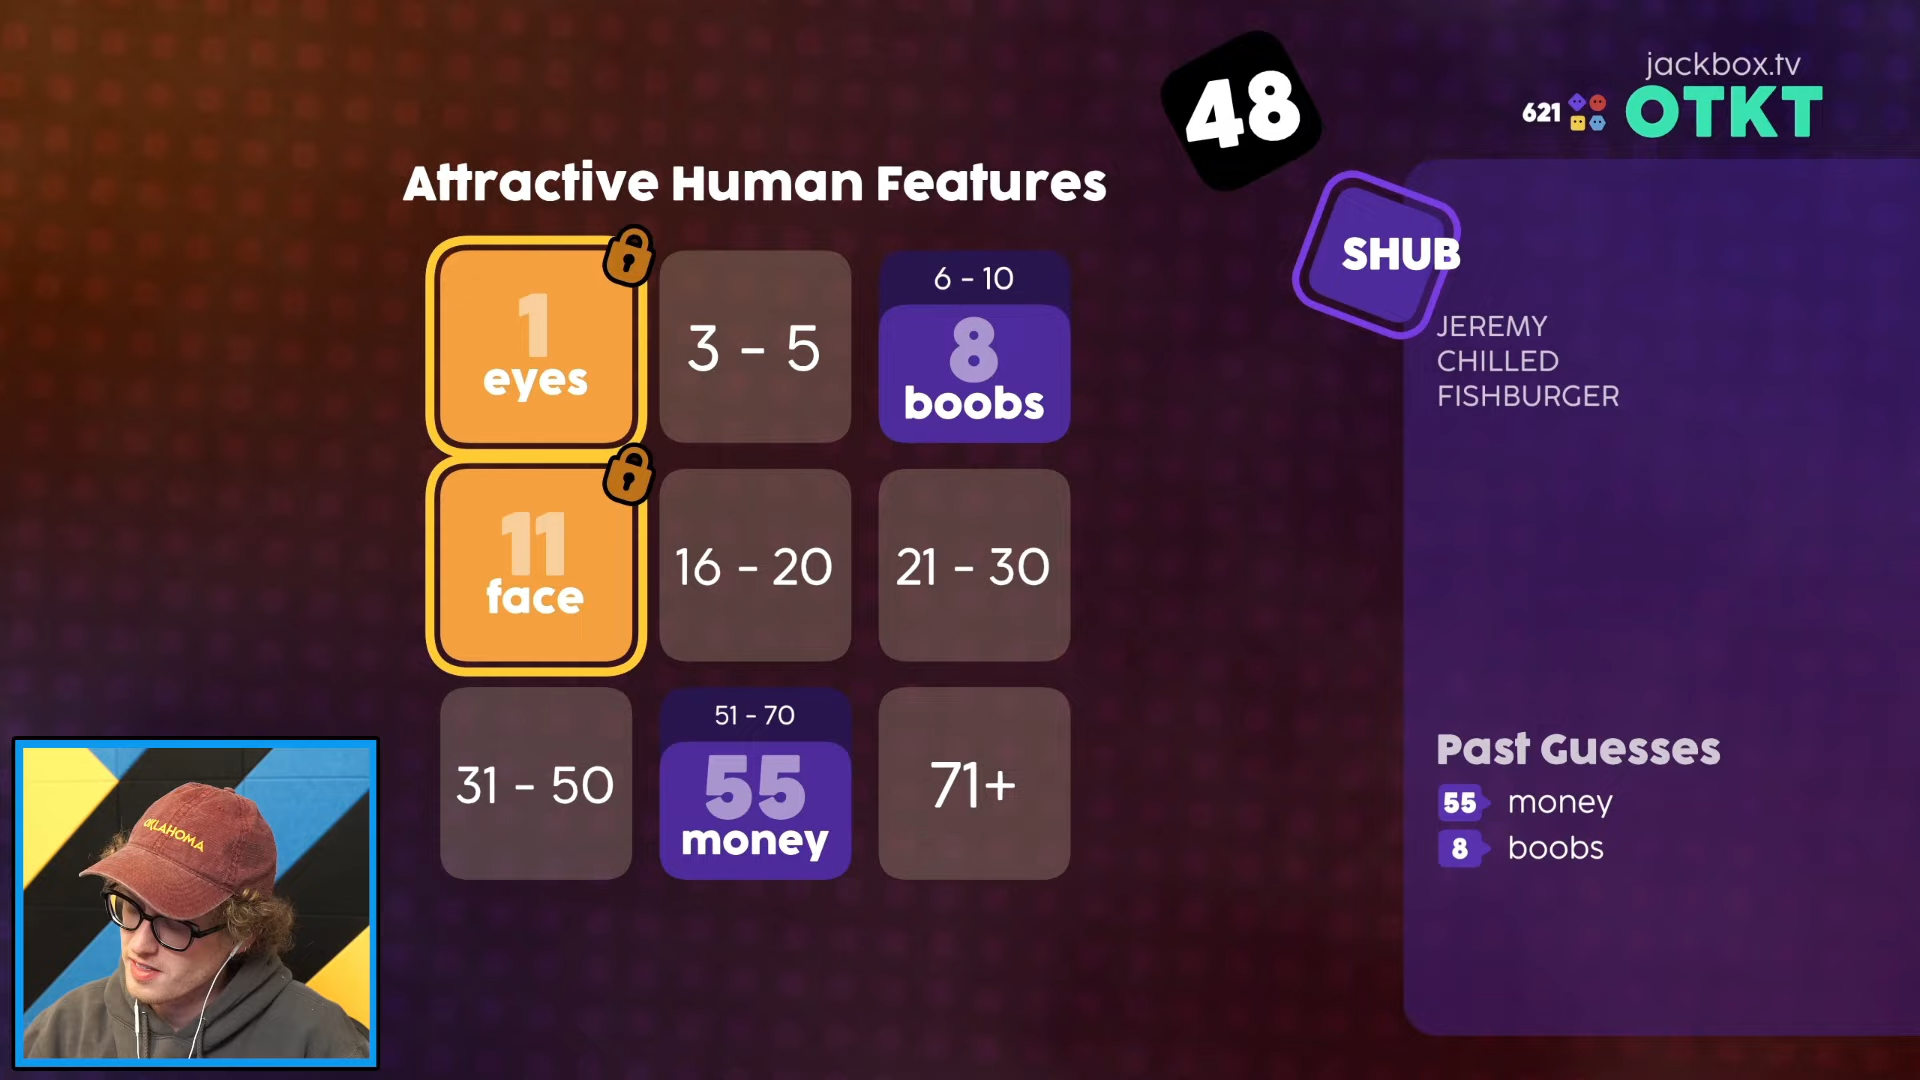 jackbox.tv
48
621
OTKT
Attractive Human Features
SHUB
JEREMY
CHILLED
FISHBURGER
1
eyes
3 - 5
6 - 10
8
boobs
11
face
16 - 20
21 - 30
31 - 50
51 - 70
55
money
71+
Past Guesses
55 money
8 boobs
OKLAHOMA